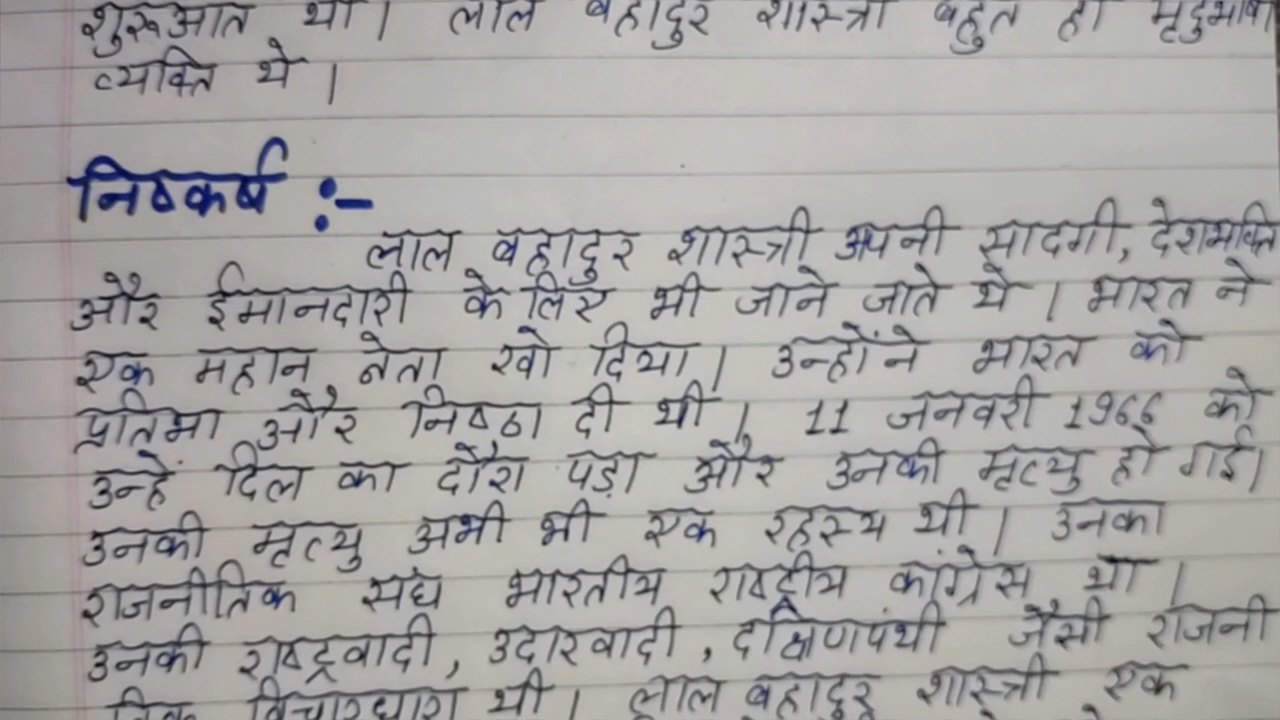 शुरूआत थी। लाल बहादुर शास्त्री बहुत ही मृदुभाषी
व्यक्ति थे।
निष्कर्ष :-
लाल बहादुर शास्त्री अपनी सादगी, देशभक्ति
और ईमानदारी के लिए भी जाने जाते थे। भारत ने
एक महान नेता खो दिया। उन्होंने भारत को
प्रतिभा और निष्ठा दी थी। 11 जनवरी 1966 को
उन्हें दिल का दौरा पड़ा और उनकी मृत्यु हो गई।
उनकी मृत्यु अभी भी एक रहस्य थी। उनका
राजनीतिक संघ भारतीय राष्ट्रीय कांग्रेस था।
उनकी राष्ट्रवादी, उदारवादी, दक्षिणपंथी जैसी राजनी
तिक विचारधारा थी। लाल बहादुर शास्त्री एक